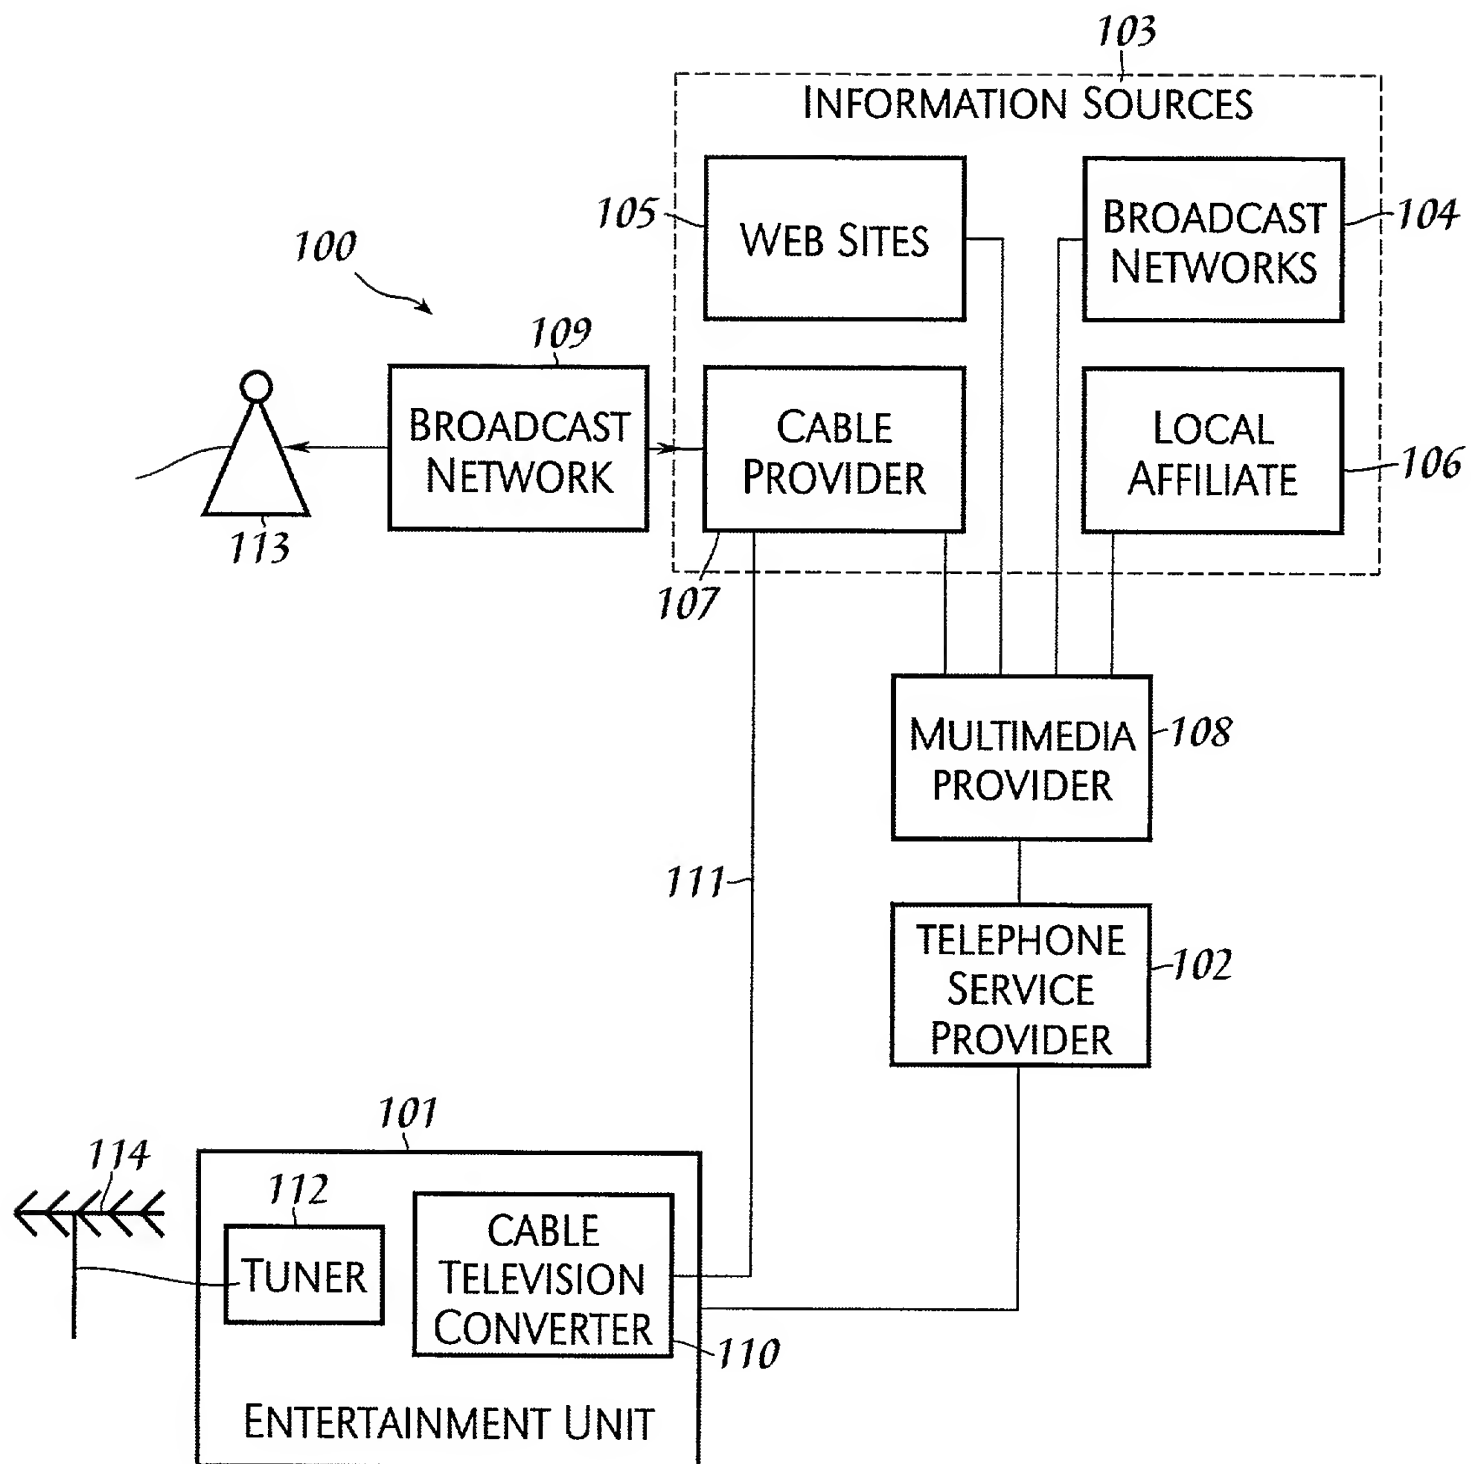 103
INFORMATION SOURCES
105
WEB SITES
BROADCAST
NETWORKS
104
100
109
BROADCAST
NETWORK
CABLE
PROVIDER
LOCAL
AFFILIATE
106
113
107
MULTIMEDIA
PROVIDER
108
111
TELEPHONE
SERVICE
PROVIDER
102
101
114
112
TUNER
CABLE
TELEVISION
CONVERTER
110
ENTERTAINMENT UNIT